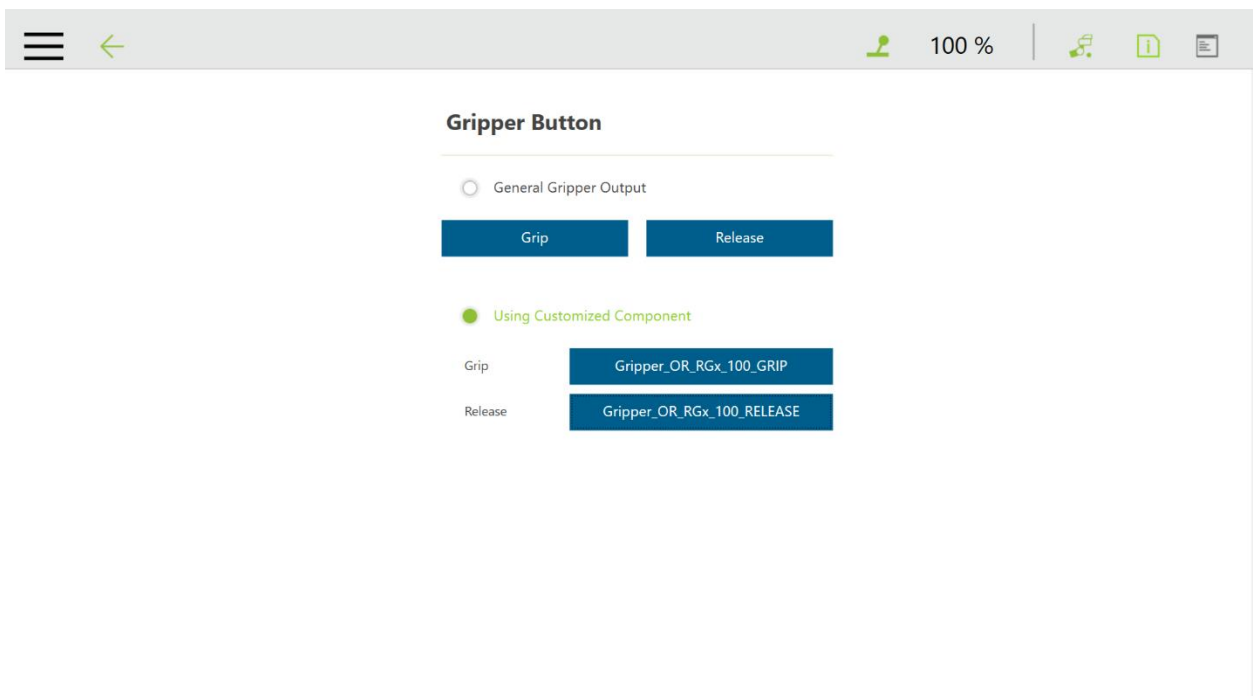 100 %
Gripper Button
General Gripper Output
Grip Release
Using Customized Component
Grip Gripper_OR_RGx_100_GRIP
Release Gripper_OR_RGx_100_RELEASE